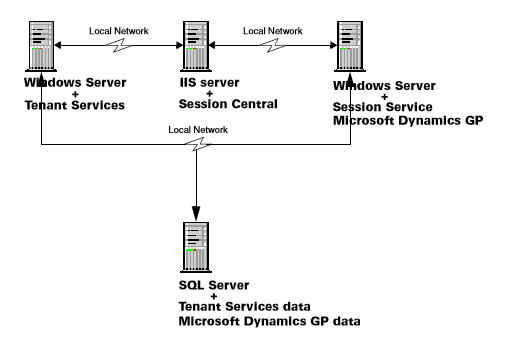 Local Network
Local Network
Windows Server
+
Tenant Services
IIS server
+
Session Central
Windows Server
+
Session Service
Microsoft Dynamics GP
Local Network
SQL Server
+
Tenant Services data
Microsoft Dynamics GP data